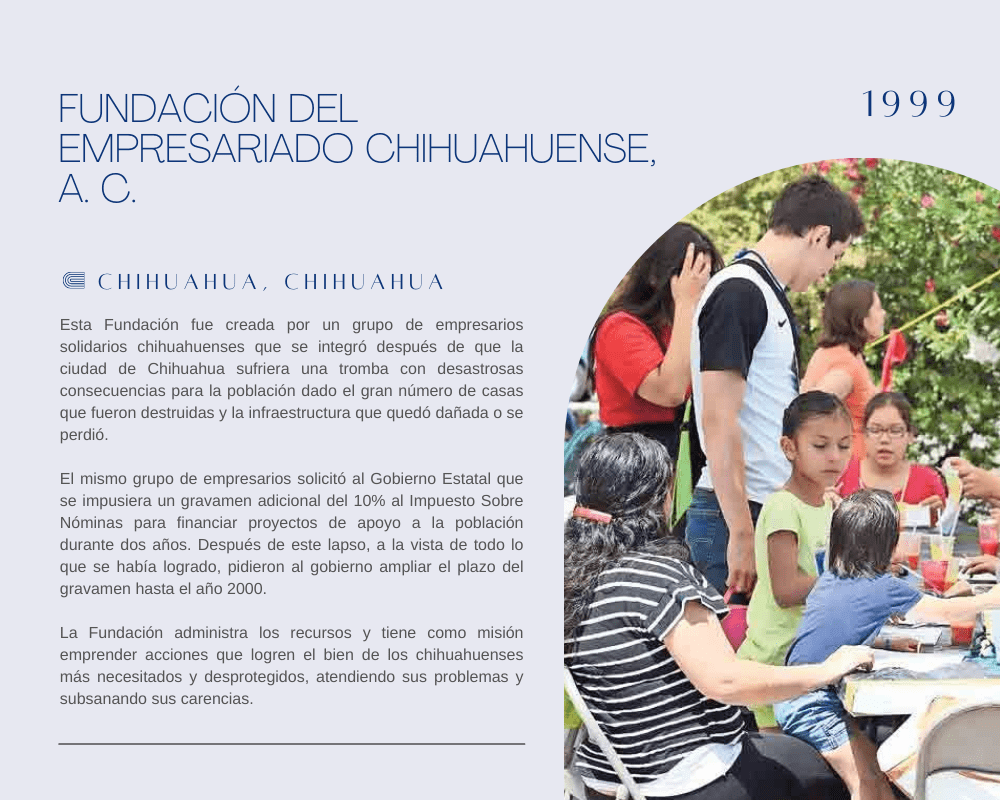 FUNDACIÓN DEL
EMPRESARIADO CHIHUAHUENSE,
A. C.
1999
CHIHUAHUA, CHIHUAHUA
Esta Fundación fue creada por un grupo de empresarios
solidarios chihuahuenses que se integró después de que la
ciudad de Chihuahua sufriera una tromba con desastrosas
consecuencias para la población dado el gran número de casas
que fueron destruidas y la infraestructura que quedó dañada o se
perdió.
El mismo grupo de empresarios solicitó al Gobierno Estatal que
se impusiera un gravamen adicional del 10% al Impuesto Sobre
Nóminas para financiar proyectos de apoyo a la población
durante dos años. Después de este lapso, a la vista de todo lo
que se había logrado, pidieron al gobierno ampliar el plazo del
gravamen hasta el año 2000.
La Fundación administra los recursos y tiene como misión
emprender acciones que logren el bien de los chihuahuenses
más necesitados y desprotegidos, atendiendo sus problemas y
subsanando sus carencias.